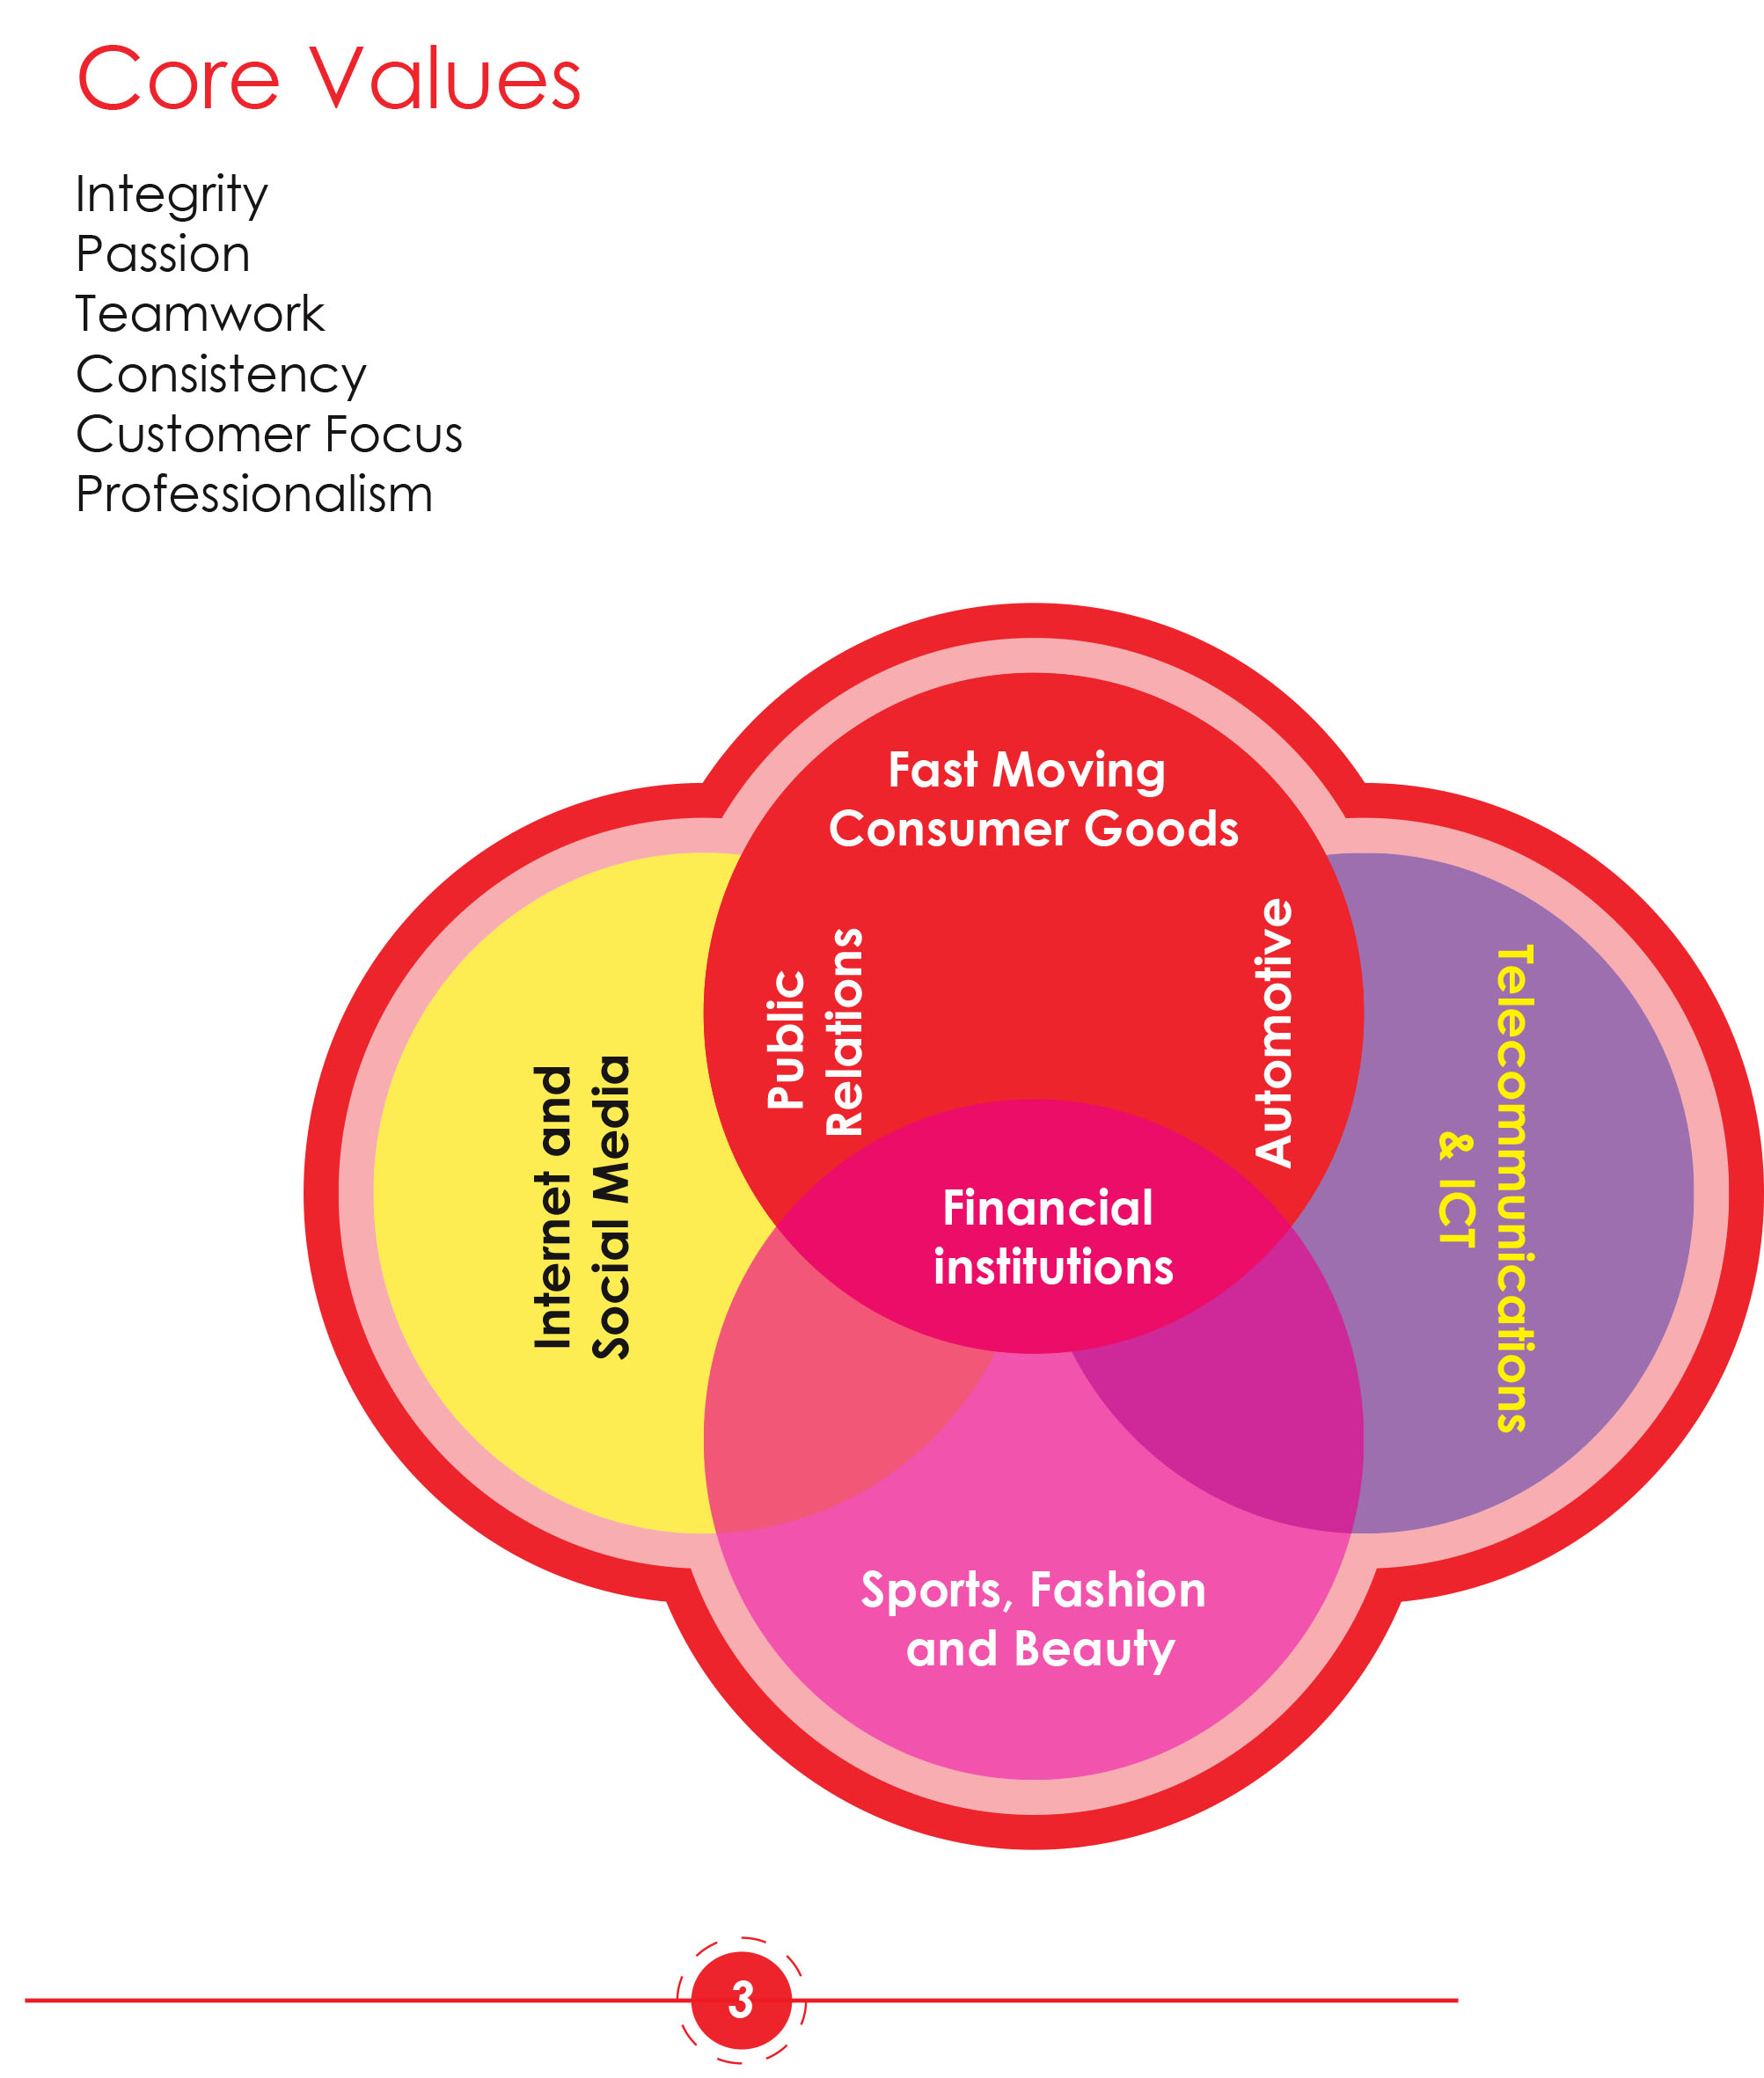 Core Values
Integrity
Passion
Teamwork
Consistency
Customer Focus
Professionalism
Fast Moving
Consumer Goods
Public
Relations
Automotive
Internet and
Social Media
Telecommunications
& ICT
Financial
institutions
Sports, Fashion
and Beauty
3